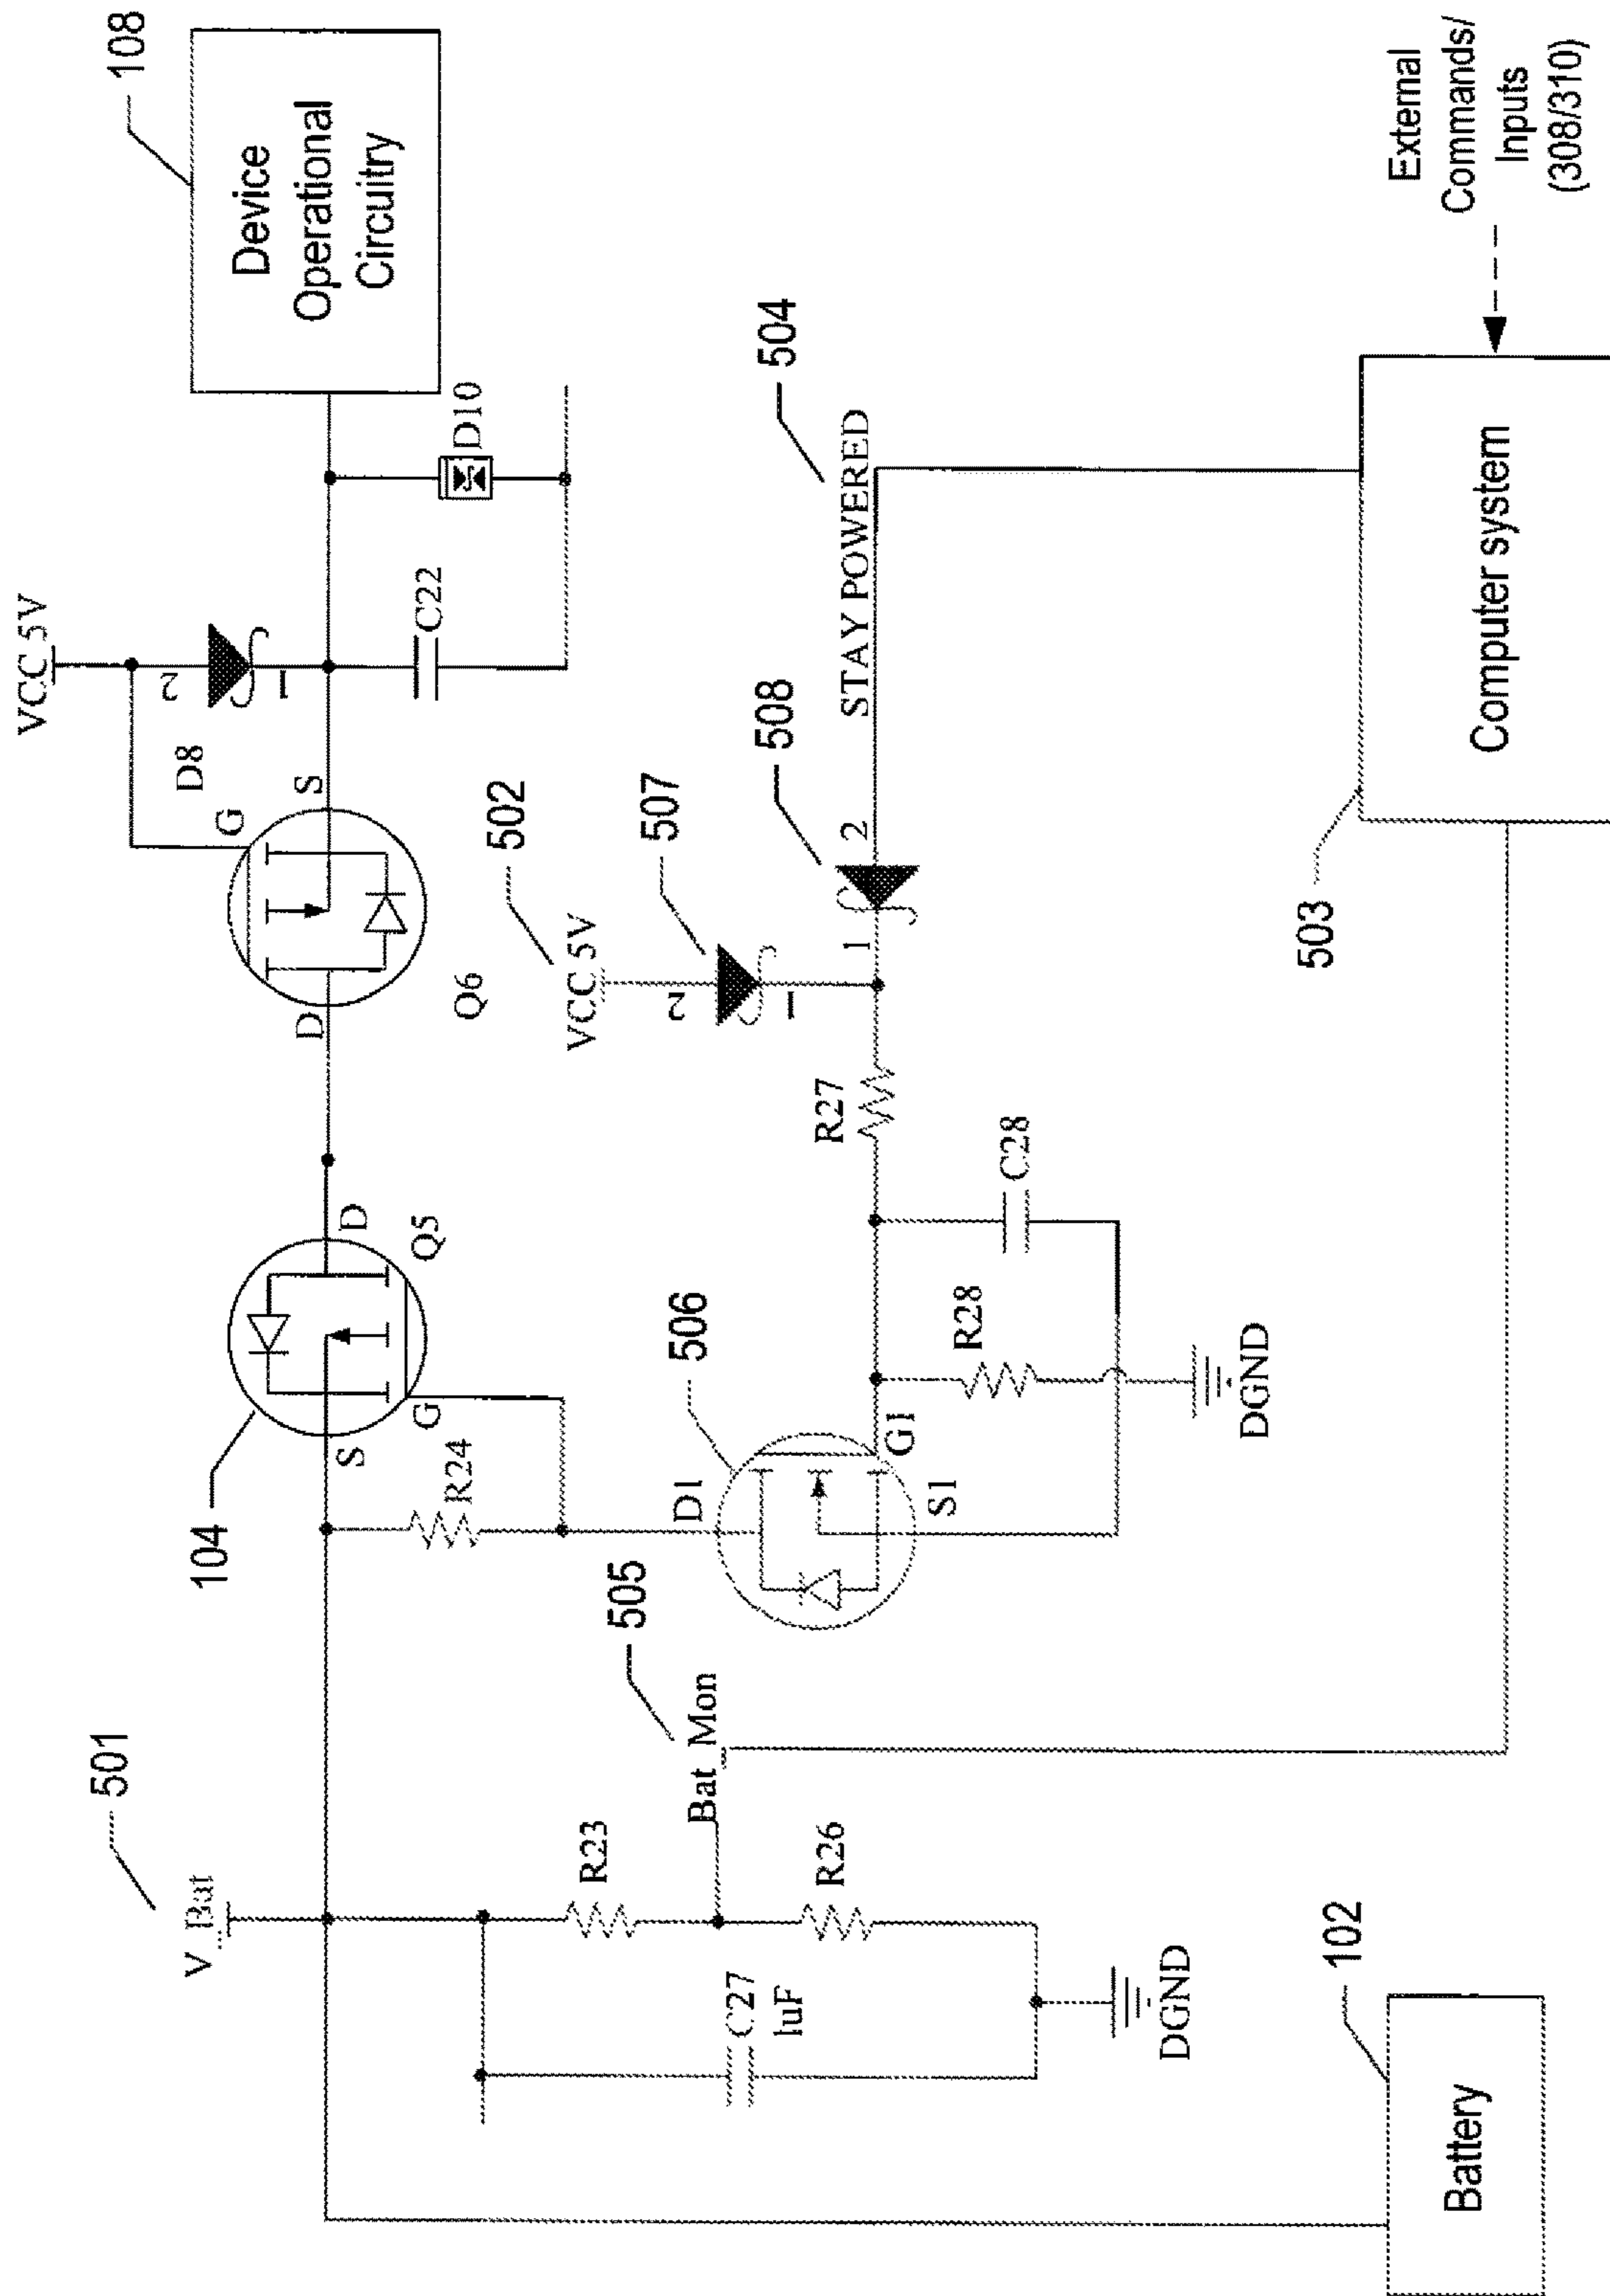 108
Device
Operational
Circuitry
VCC 5V
2
1
D8
C22
D10
G
S
D
Q6
104
S
G
D
Q5
R24
501
V_Bat
502
VCC 5V
507
2
1
508
1
2
504
STAY POWERED
R27
506
D1
G1
S1
R28
C28
DGND
505
Bat_Mon
R23
R26
C27
1uF
DGND
102
Battery
503
Computer system
External
Commands/
Inputs
(308/310)